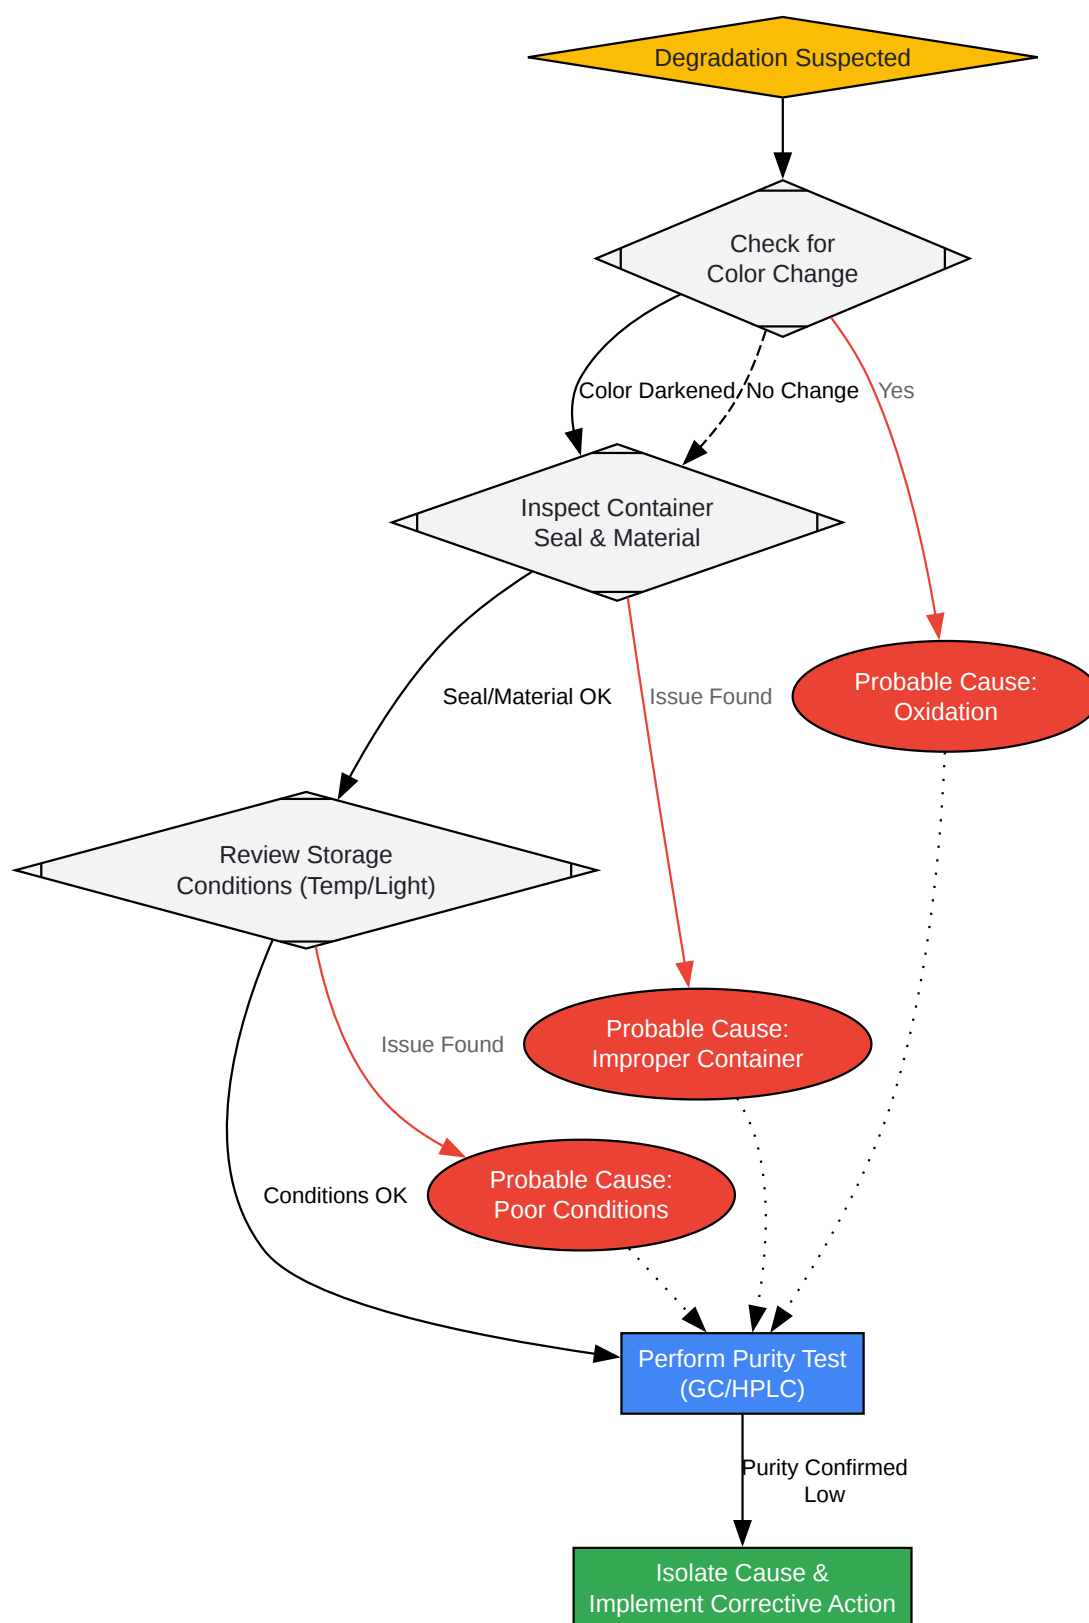 Degradation Suspected
Check for
Color Change
Color Darkened
No Change
Yes
Inspect Container
Seal & Material
Seal/Material OK
Issue Found
Probable Cause:
Oxidation
Review Storage
Conditions (Temp/Light)
Issue Found
Probable Cause:
Improper Container
Conditions OK
Probable Cause:
Poor Conditions
Perform Purity Test
(GC/HPLC)
Purity Confirmed
Low
Isolate Cause &
Implement Corrective Action